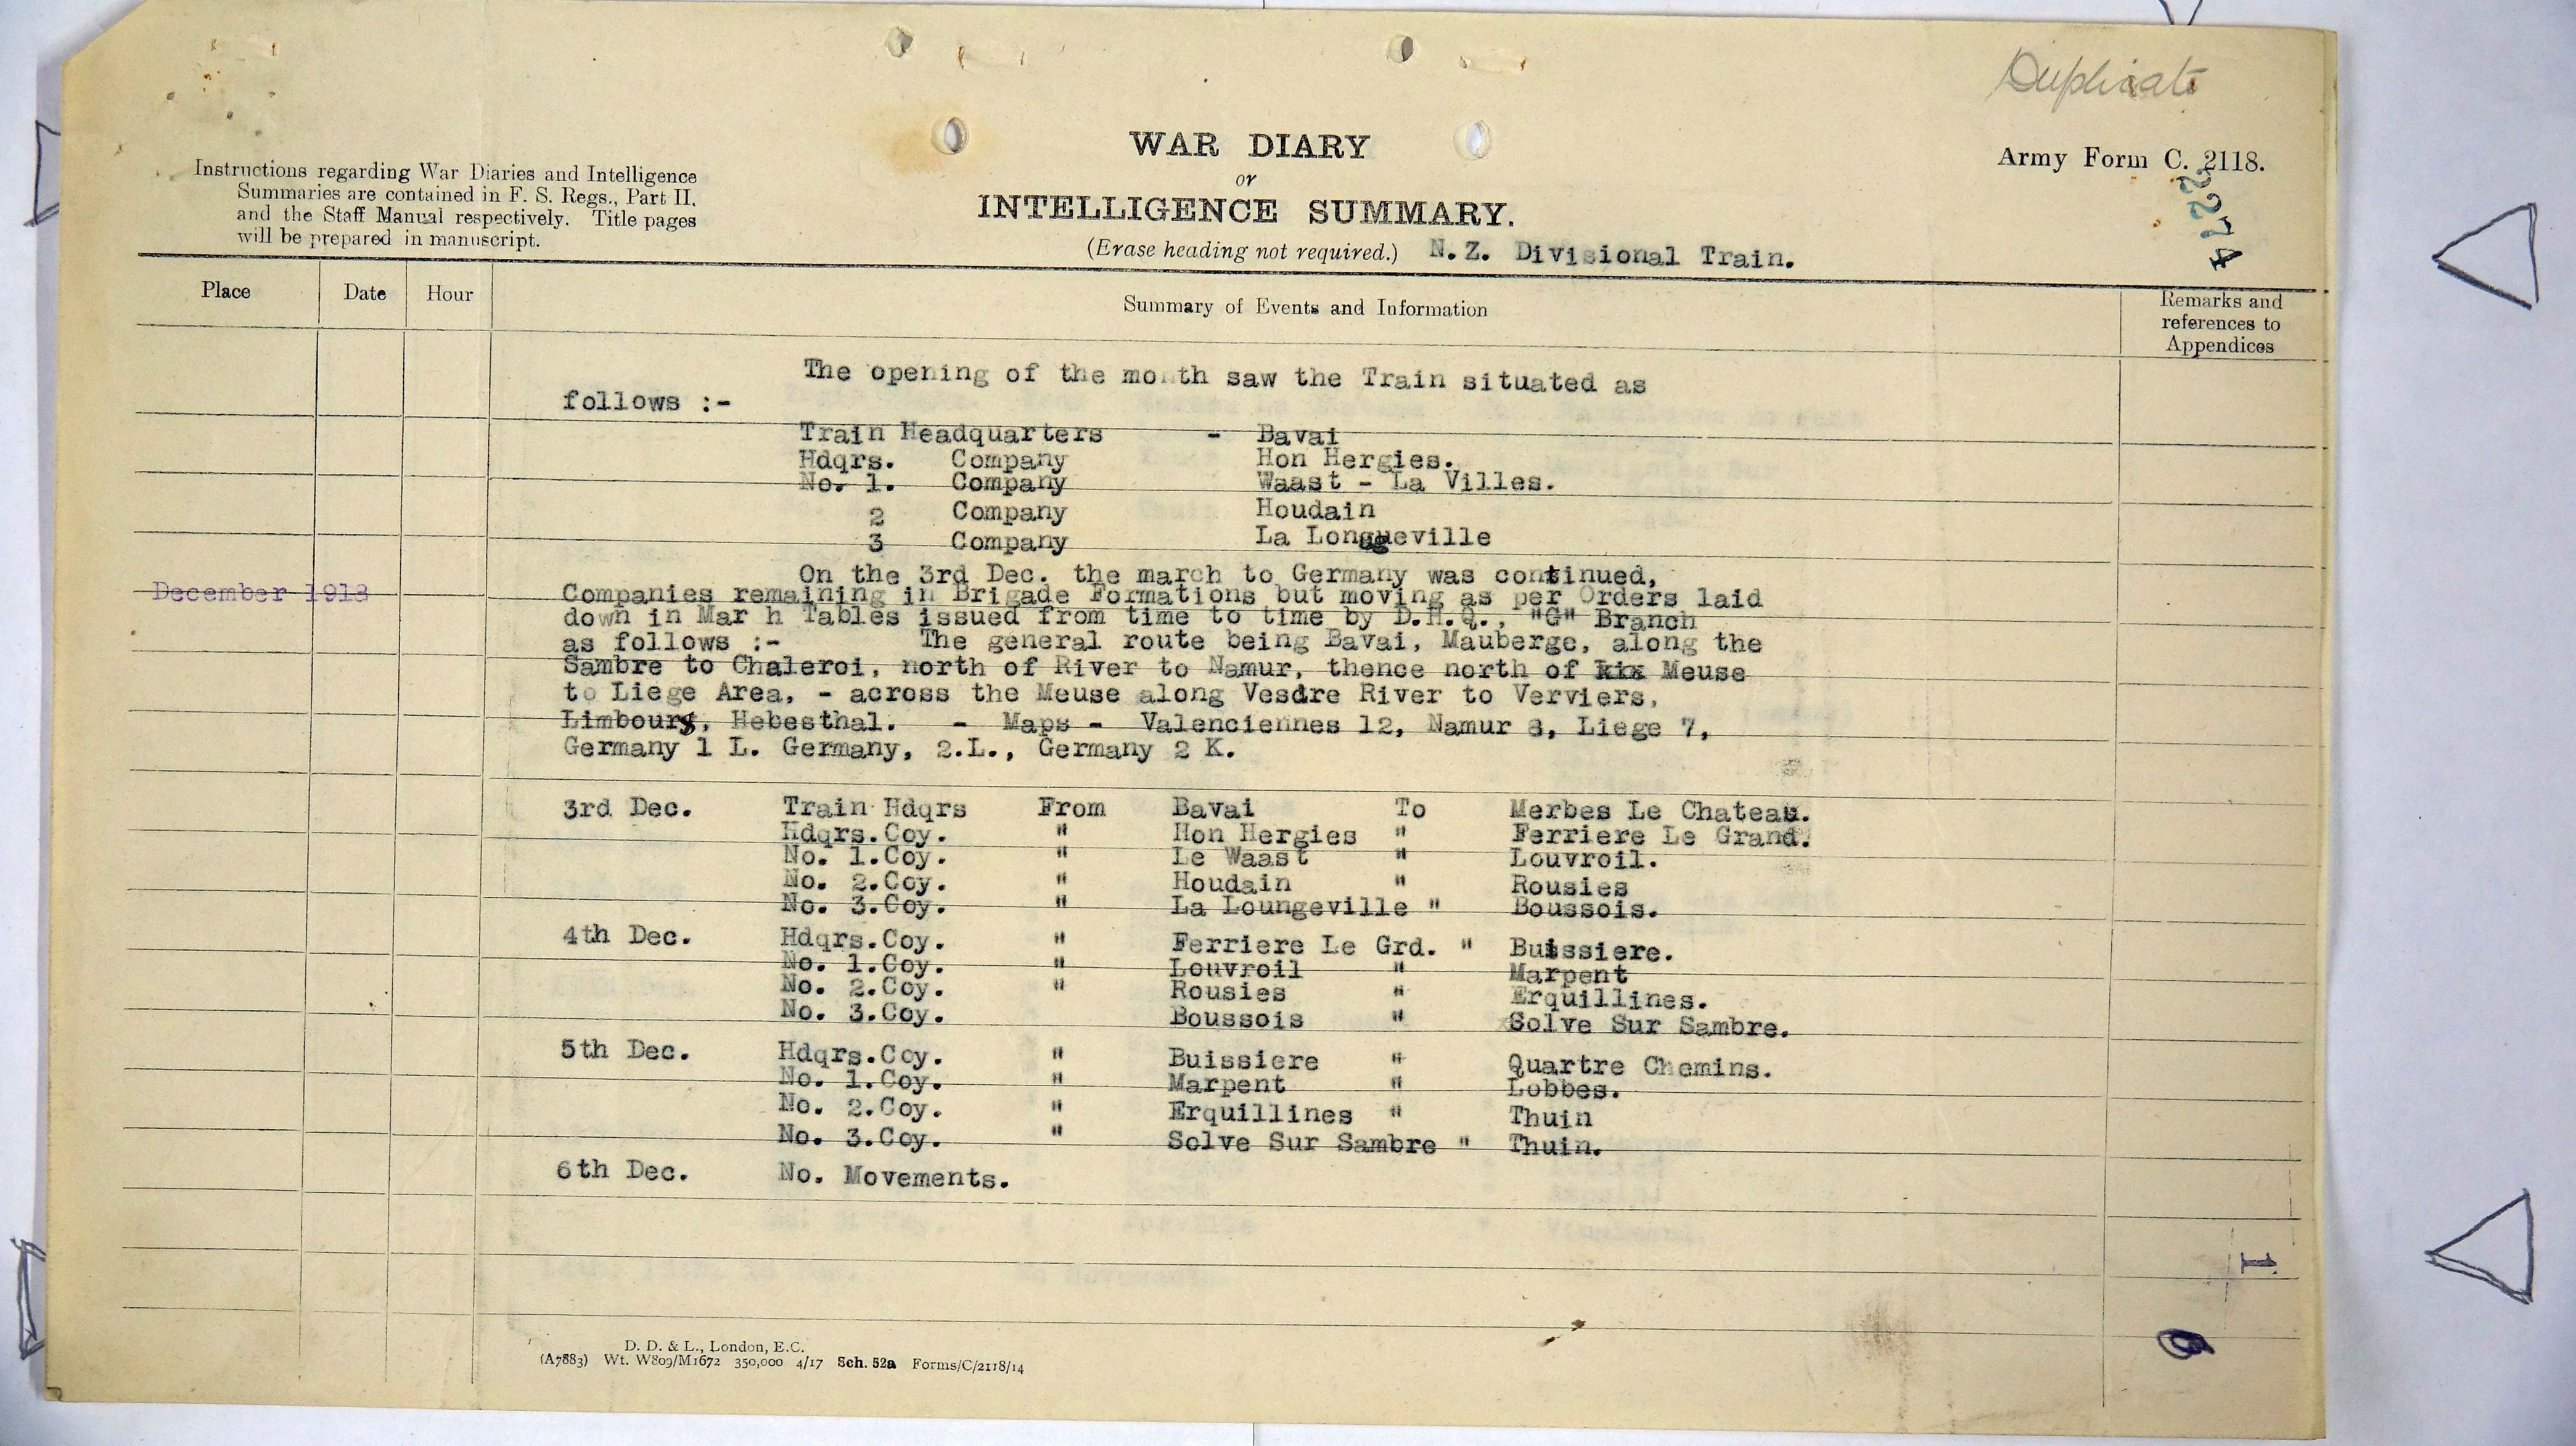 Duplicate
Army Form C. 2118.
2274
WAR DIARY
or
INTELLIGENCE SUMMARY.
(Erase heading not required.) N.Z. Divisional Train.
Instructions regarding War Diaries and Intelligence
Summaries are contained in F. S. Regs., Part II.
and the Staff Manual respectively. Title pages
will be prepared in manuscript.
Place Date Hour Summary of Events and Information Remarks and
references to
Appendices
The opening of the month saw the Train situated as
follows :-
Train Headquarters - Bavai
Hdqrs. Company Hon Hergies.
No. 1. Company Waast - La Villes.
2 Company Houdain
3 Company La Longueville
On the 3rd Dec. the march to Germany was continued,
December 1918 Companies remaining in Brigade Formations but moving as per Orders laid
down in Mar h Tables issued from time to time by D.H.Q., "G" Branch
as follows :- The general route being Bavai, Mauberge, along the
Sambre to Chaleroi, north of River to Namur, thence north of xix Meuse
to Liege Area, - across the Meuse along Vesdre River to Verviers,
Limbourg, Hebesthal. - Maps - Valenciennes 12, Namur 8, Liege 7,
Germany 1 L. Germany, 2.L., Germany 2 K.
3rd Dec. Train Hdqrs From Bavai To Merbes Le Chateau.
Hdqrs.Coy. " Hon Hergies " Ferriere Le Grand.
No. 1.Coy. " Le Waast " Louvroil.
No. 2.Coy. " Houdain " Rousies
No. 3.Coy. " La Loungeville " Boussois.
4th Dec. Hdqrs.Coy. " Ferriere Le Grd. " Buissiere.
No. 1.Coy. " Louvroil " Marpent
No. 2.Coy. " Rousies " Erquillines.
No. 3.Coy. Boussois " Solve Sur Sambre.
5th Dec. Hdqrs.Coy. " Buissiere " Quartre Chemins.
No. 1.Coy. " Marpent " Lobbes.
No. 2.Coy. " Erquillines " Thuin
No. 3.Coy. " Solve Sur Sambre " Thuin.
6th Dec. No. Movements.
1
D. D. & L., London, E.C.
(A7883) Wt. W809/M1672 350,000 4/17 Sch. 52a Forms/C/2118/14